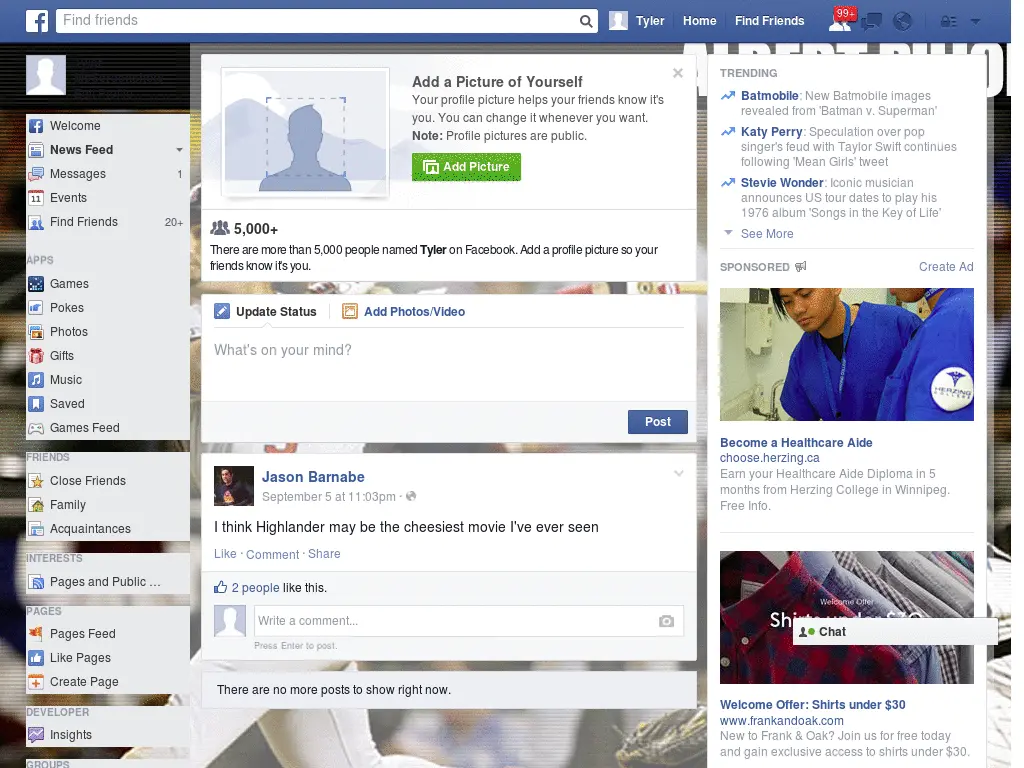 Find friends
Tyler
Home
Find Friends
99+
Welcome
News Feed
Messages
1
Events
Find Friends
20+
APPS
Games
Pokes
Photos
Gifts
Music
Saved
Games Feed
FRIENDS
Close Friends
Family
Acquaintances
INTERESTS
Pages and Public ...
PAGES
Pages Feed
Like Pages
Create Page
DEVELOPER
Insights
GROUPS
Add a Picture of Yourself
Your profile picture helps your friends know it's
you. You can change it whenever you want.
Note: Profile pictures are public.
Add Picture
5,000+
There are more than 5,000 people named Tyler on Facebook. Add a profile picture so your
friends know it's you.
Update Status
Add Photos/Video
What's on your mind?
Post
Jason Barnabe
September 5 at 11:03pm ·
I think Highlander may be the cheesiest movie I've ever seen
Like · Comment · Share
2 people like this.
Write a comment...
Press Enter to post.
There are no more posts to show right now.
TRENDING
Batmobile: New Batmobile images
revealed from 'Batman v. Superman'
Katy Perry: Speculation over pop
singer's feud with Taylor Swift continues
following 'Mean Girls' tweet
Stevie Wonder: Iconic musician
announces US tour dates to play his
1976 album 'Songs in the Key of Life'
See More
SPONSORED
Create Ad
HERZING
COLLEGE
Become a Healthcare Aide
choose.herzing.ca
Earn your Healthcare Aide Diploma in 5
months from Herzing College in Winnipeg.
Free Info.
Welcome Offer
Shirts under $30
Chat
Welcome Offer: Shirts under $30
www.frankandoak.com
New to Frank & Oak? Join us for free today
and gain exclusive access to shirts under $30.